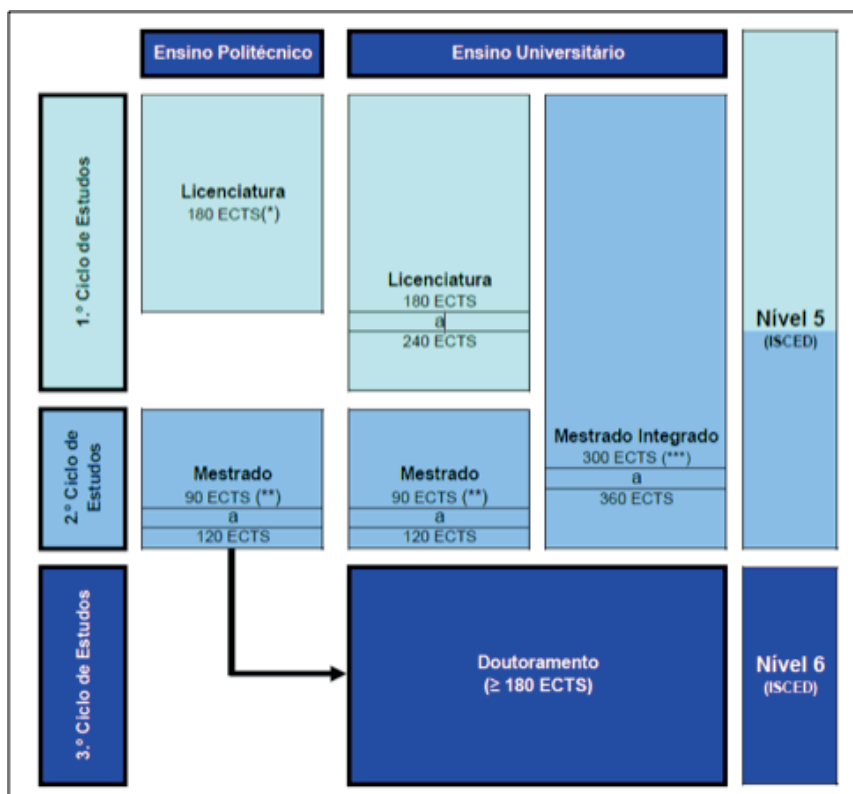 Ensino Politécnico
Ensino Universitário
1.º Ciclo de Estudos
Licenciatura
180 ECTS(*)
Licenciatura
180 ECTS
a
240 ECTS
Nível 5
(ISCED)
2.º Ciclo de
Estudos
Mestrado
90 ECTS (**)
a
120 ECTS
Mestrado
90 ECTS (**)
a
120 ECTS
Mestrado Integrado
300 ECTS (***)
a
360 ECTS
3.º Ciclo de Estudos
Doutoramento
(≥ 180 ECTS)
Nível 6
(ISCED)